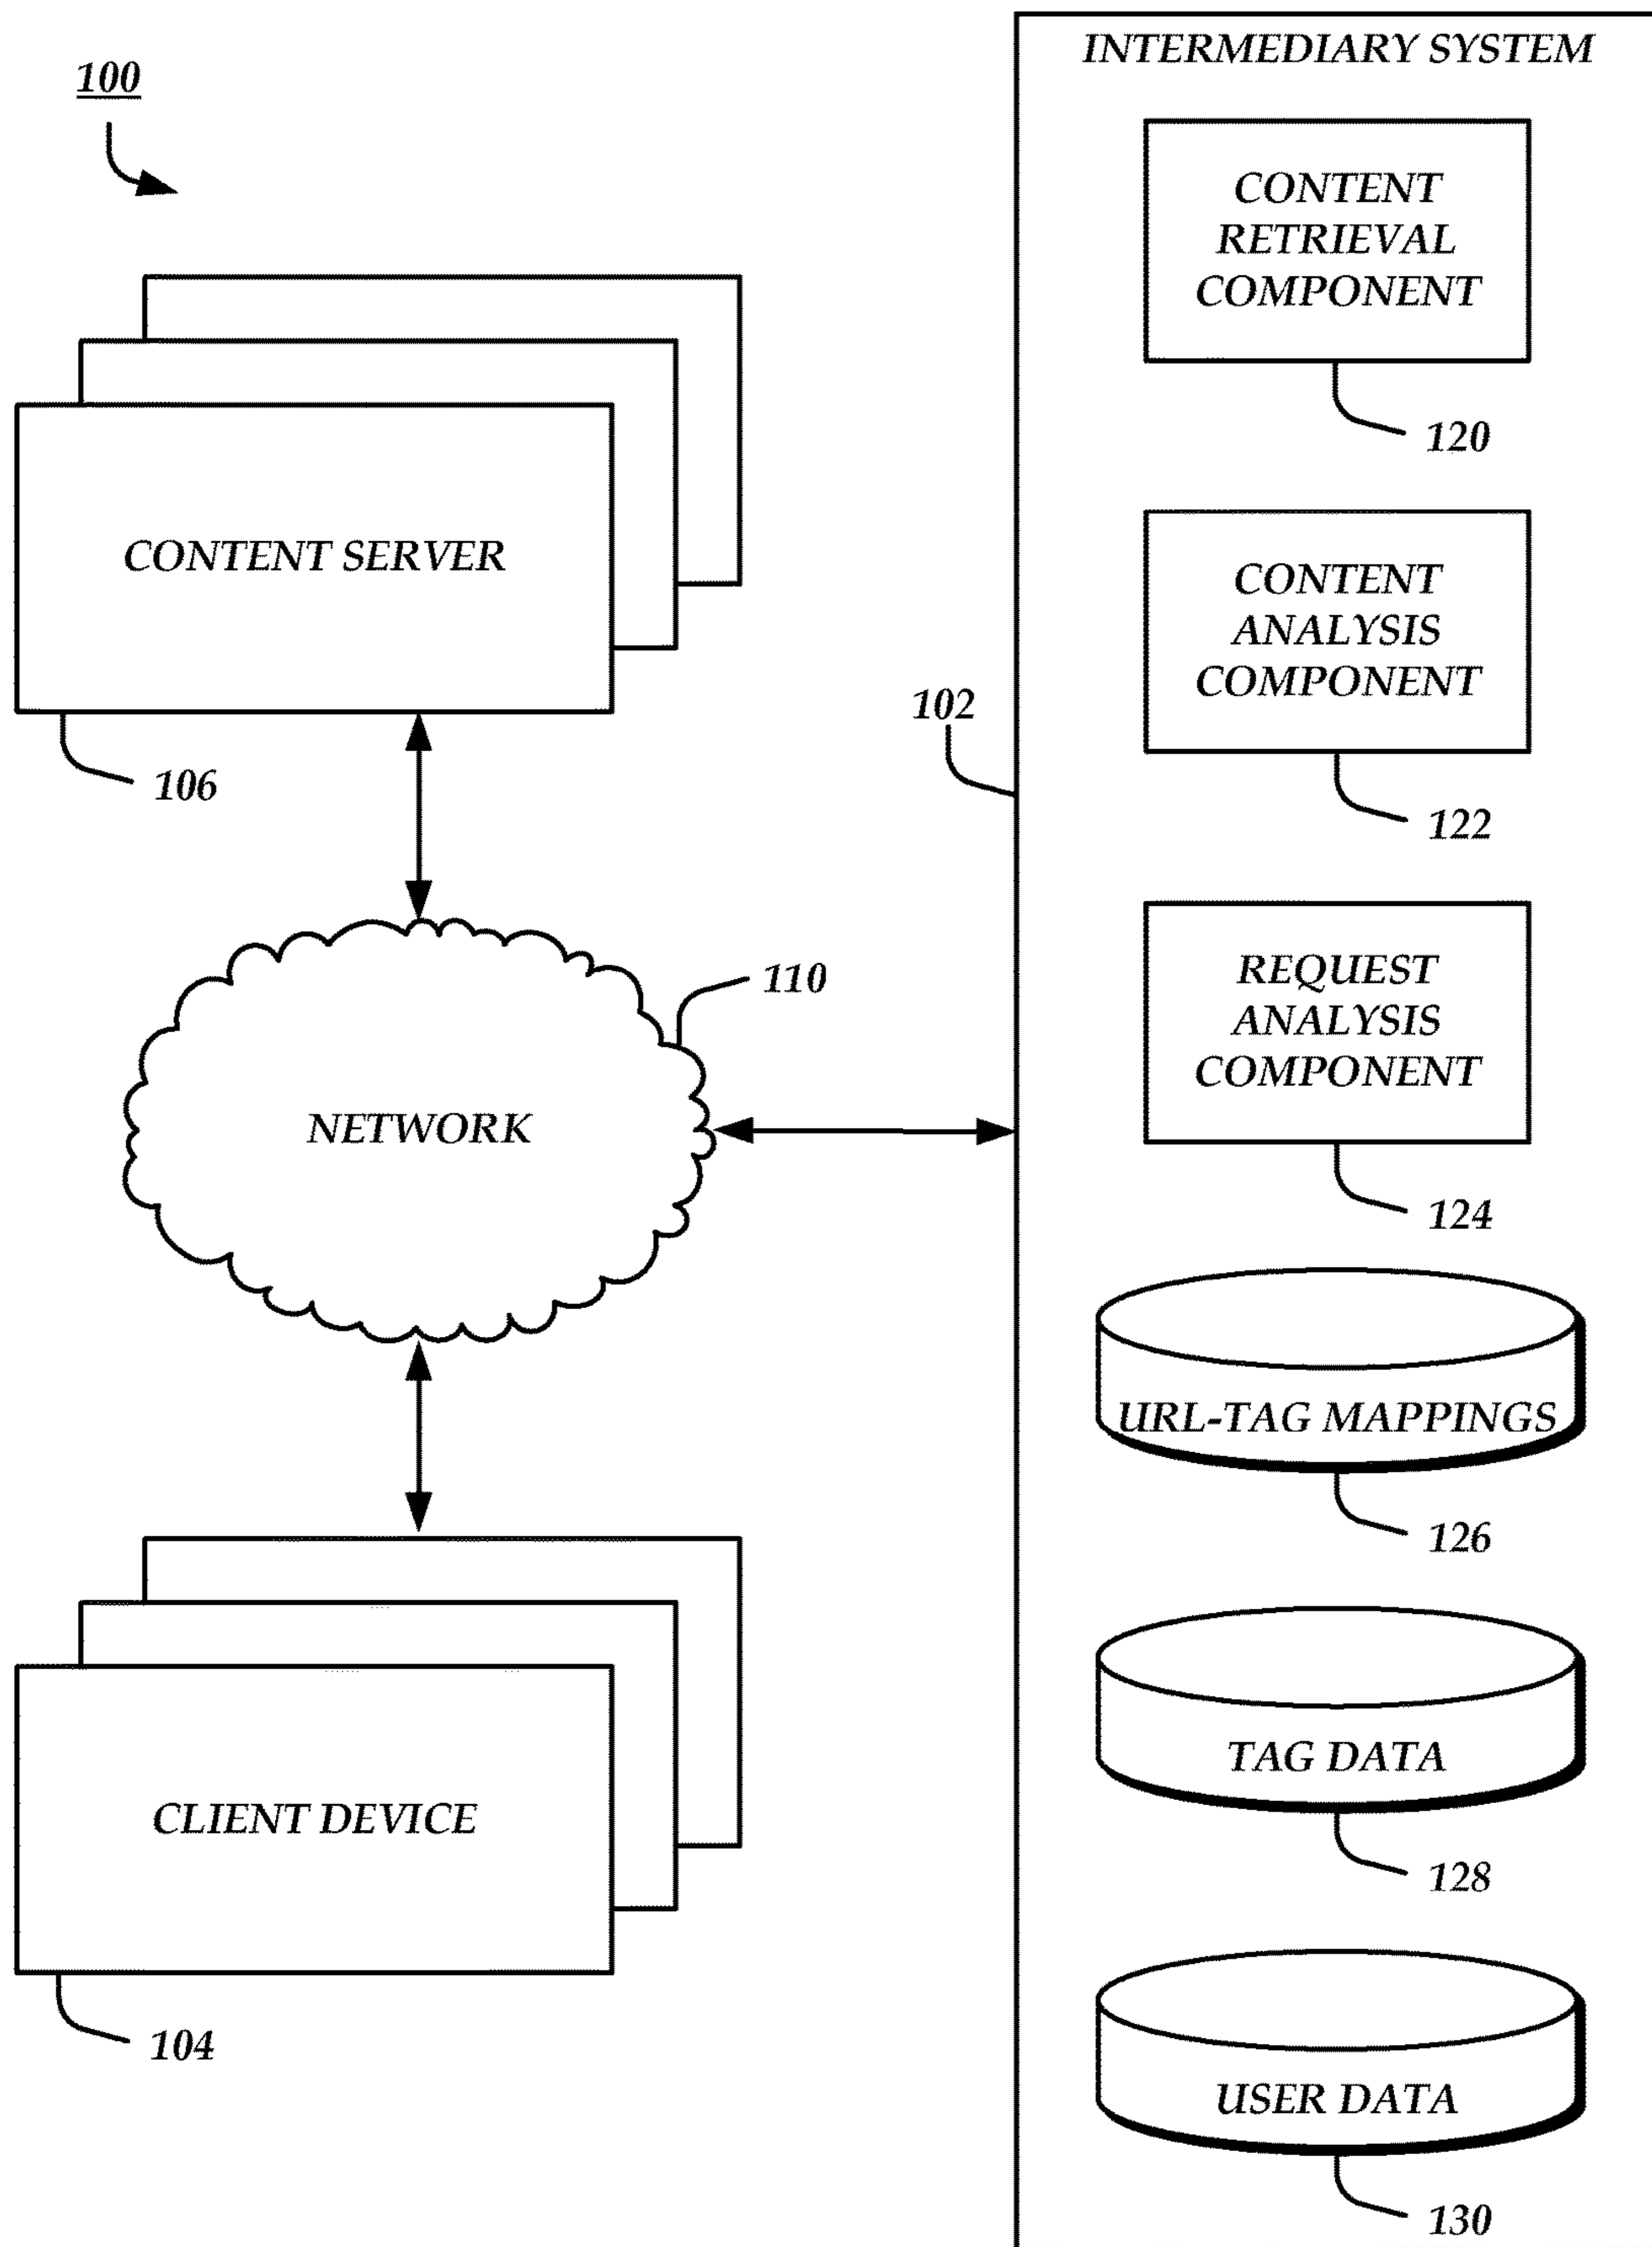 100
CONTENT SERVER
106
110
NETWORK
CLIENT DEVICE
104
102
INTERMEDIARY SYSTEM
CONTENT
RETRIEVAL
COMPONENT
120
CONTENT
ANALYSIS
COMPONENT
122
REQUEST
ANALYSIS
COMPONENT
124
URL-TAG MAPPINGS
126
TAG DATA
128
USER DATA
130